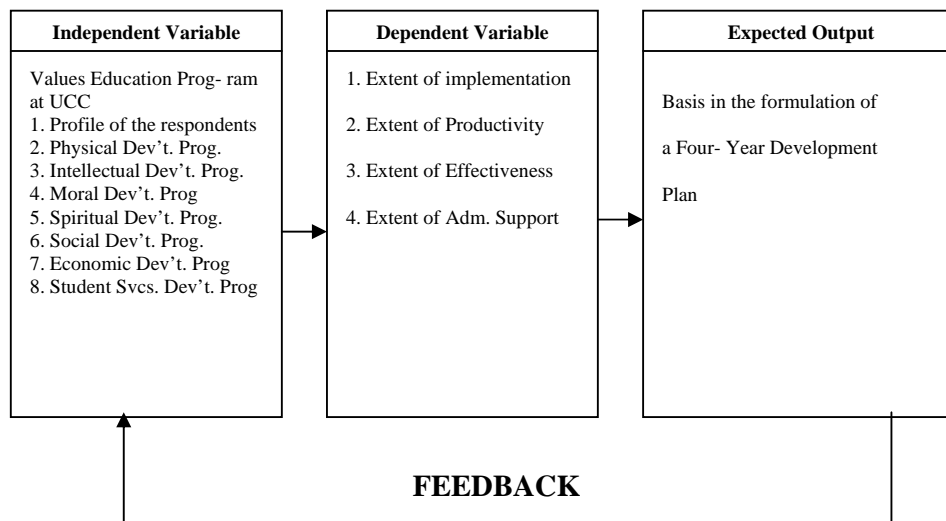 Independent Variable
Values Education Prog- ram
at UCC
1. Profile of the respondents
2. Physical Dev’t. Prog.
3. Intellectual Dev’t. Prog.
4. Moral Dev’t. Prog
5. Spiritual Dev’t. Prog.
6. Social Dev’t. Prog.
7. Economic Dev’t. Prog
8. Student Svcs. Dev’t. Prog
Dependent Variable
1. Extent of implementation
2. Extent of Productivity
3. Extent of Effectiveness
4. Extent of Adm. Support
Expected Output
Basis in the formulation of
a Four- Year Development
Plan
FEEDBACK